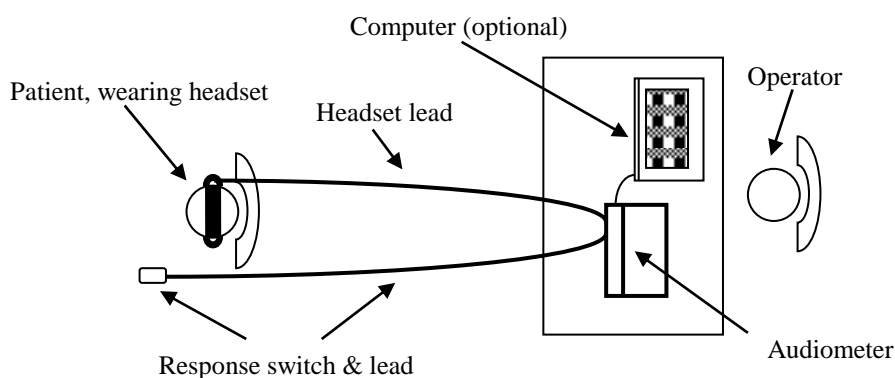 Computer (optional)
Operator
Patient, wearing headset
Headset lead
Audiometer
Response switch & lead